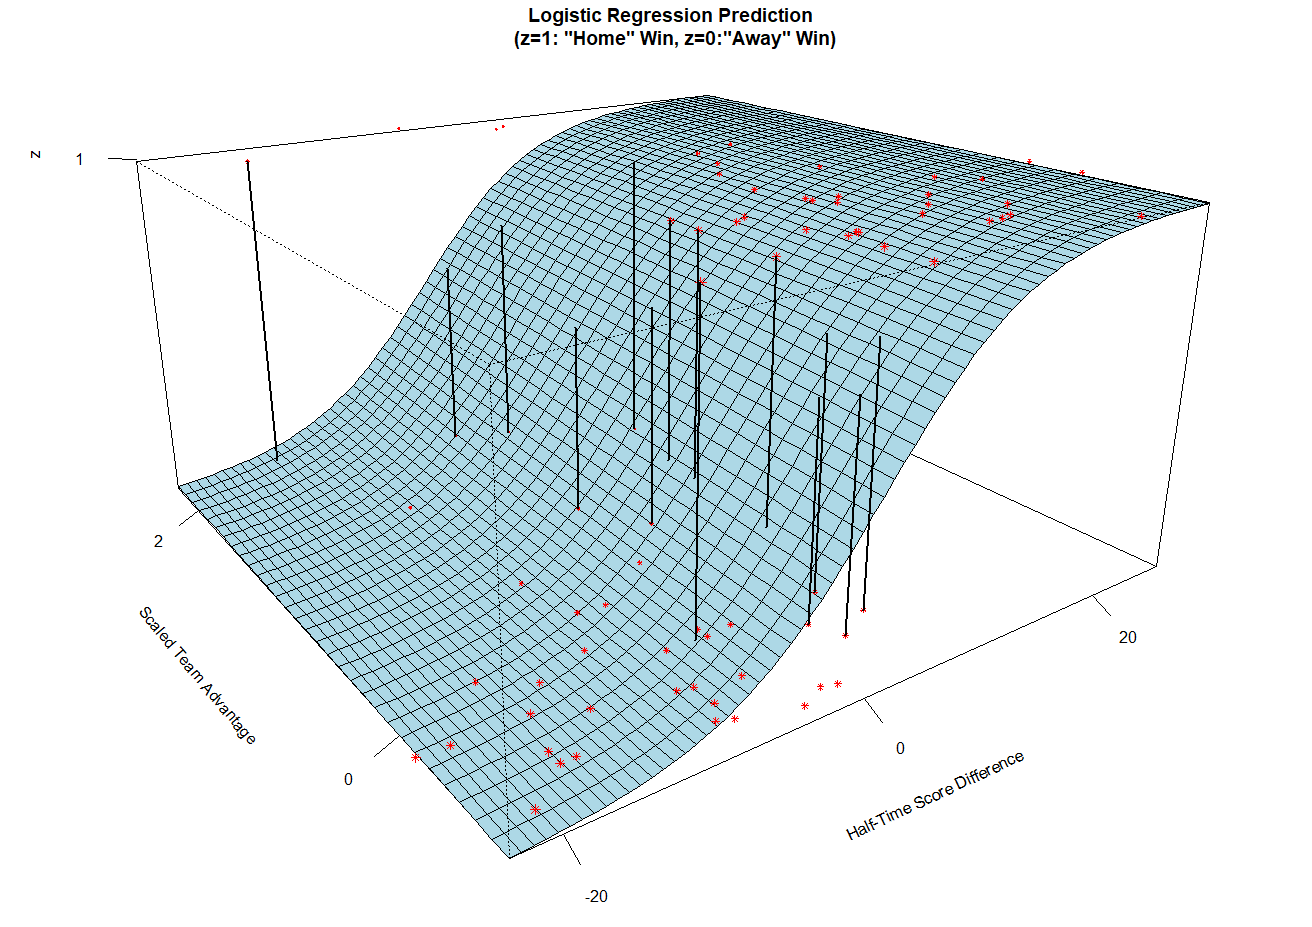 Logistic Regression Prediction
(z=1: "Home" Win, z=0:"Away" Win)
z
1
2
Scaled Team Advantage
0
20
0
Half-Time Score Difference
-20